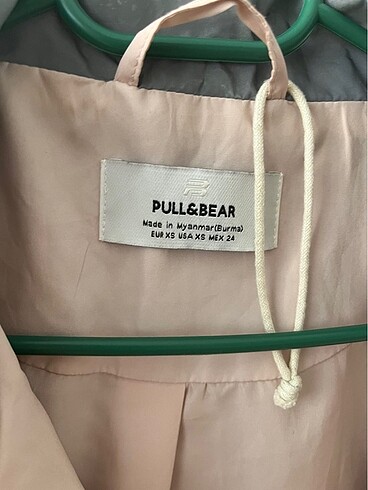 PULL&BEAR
Made in Myanmar(Burma)
EUR XS USA XS MEX 24